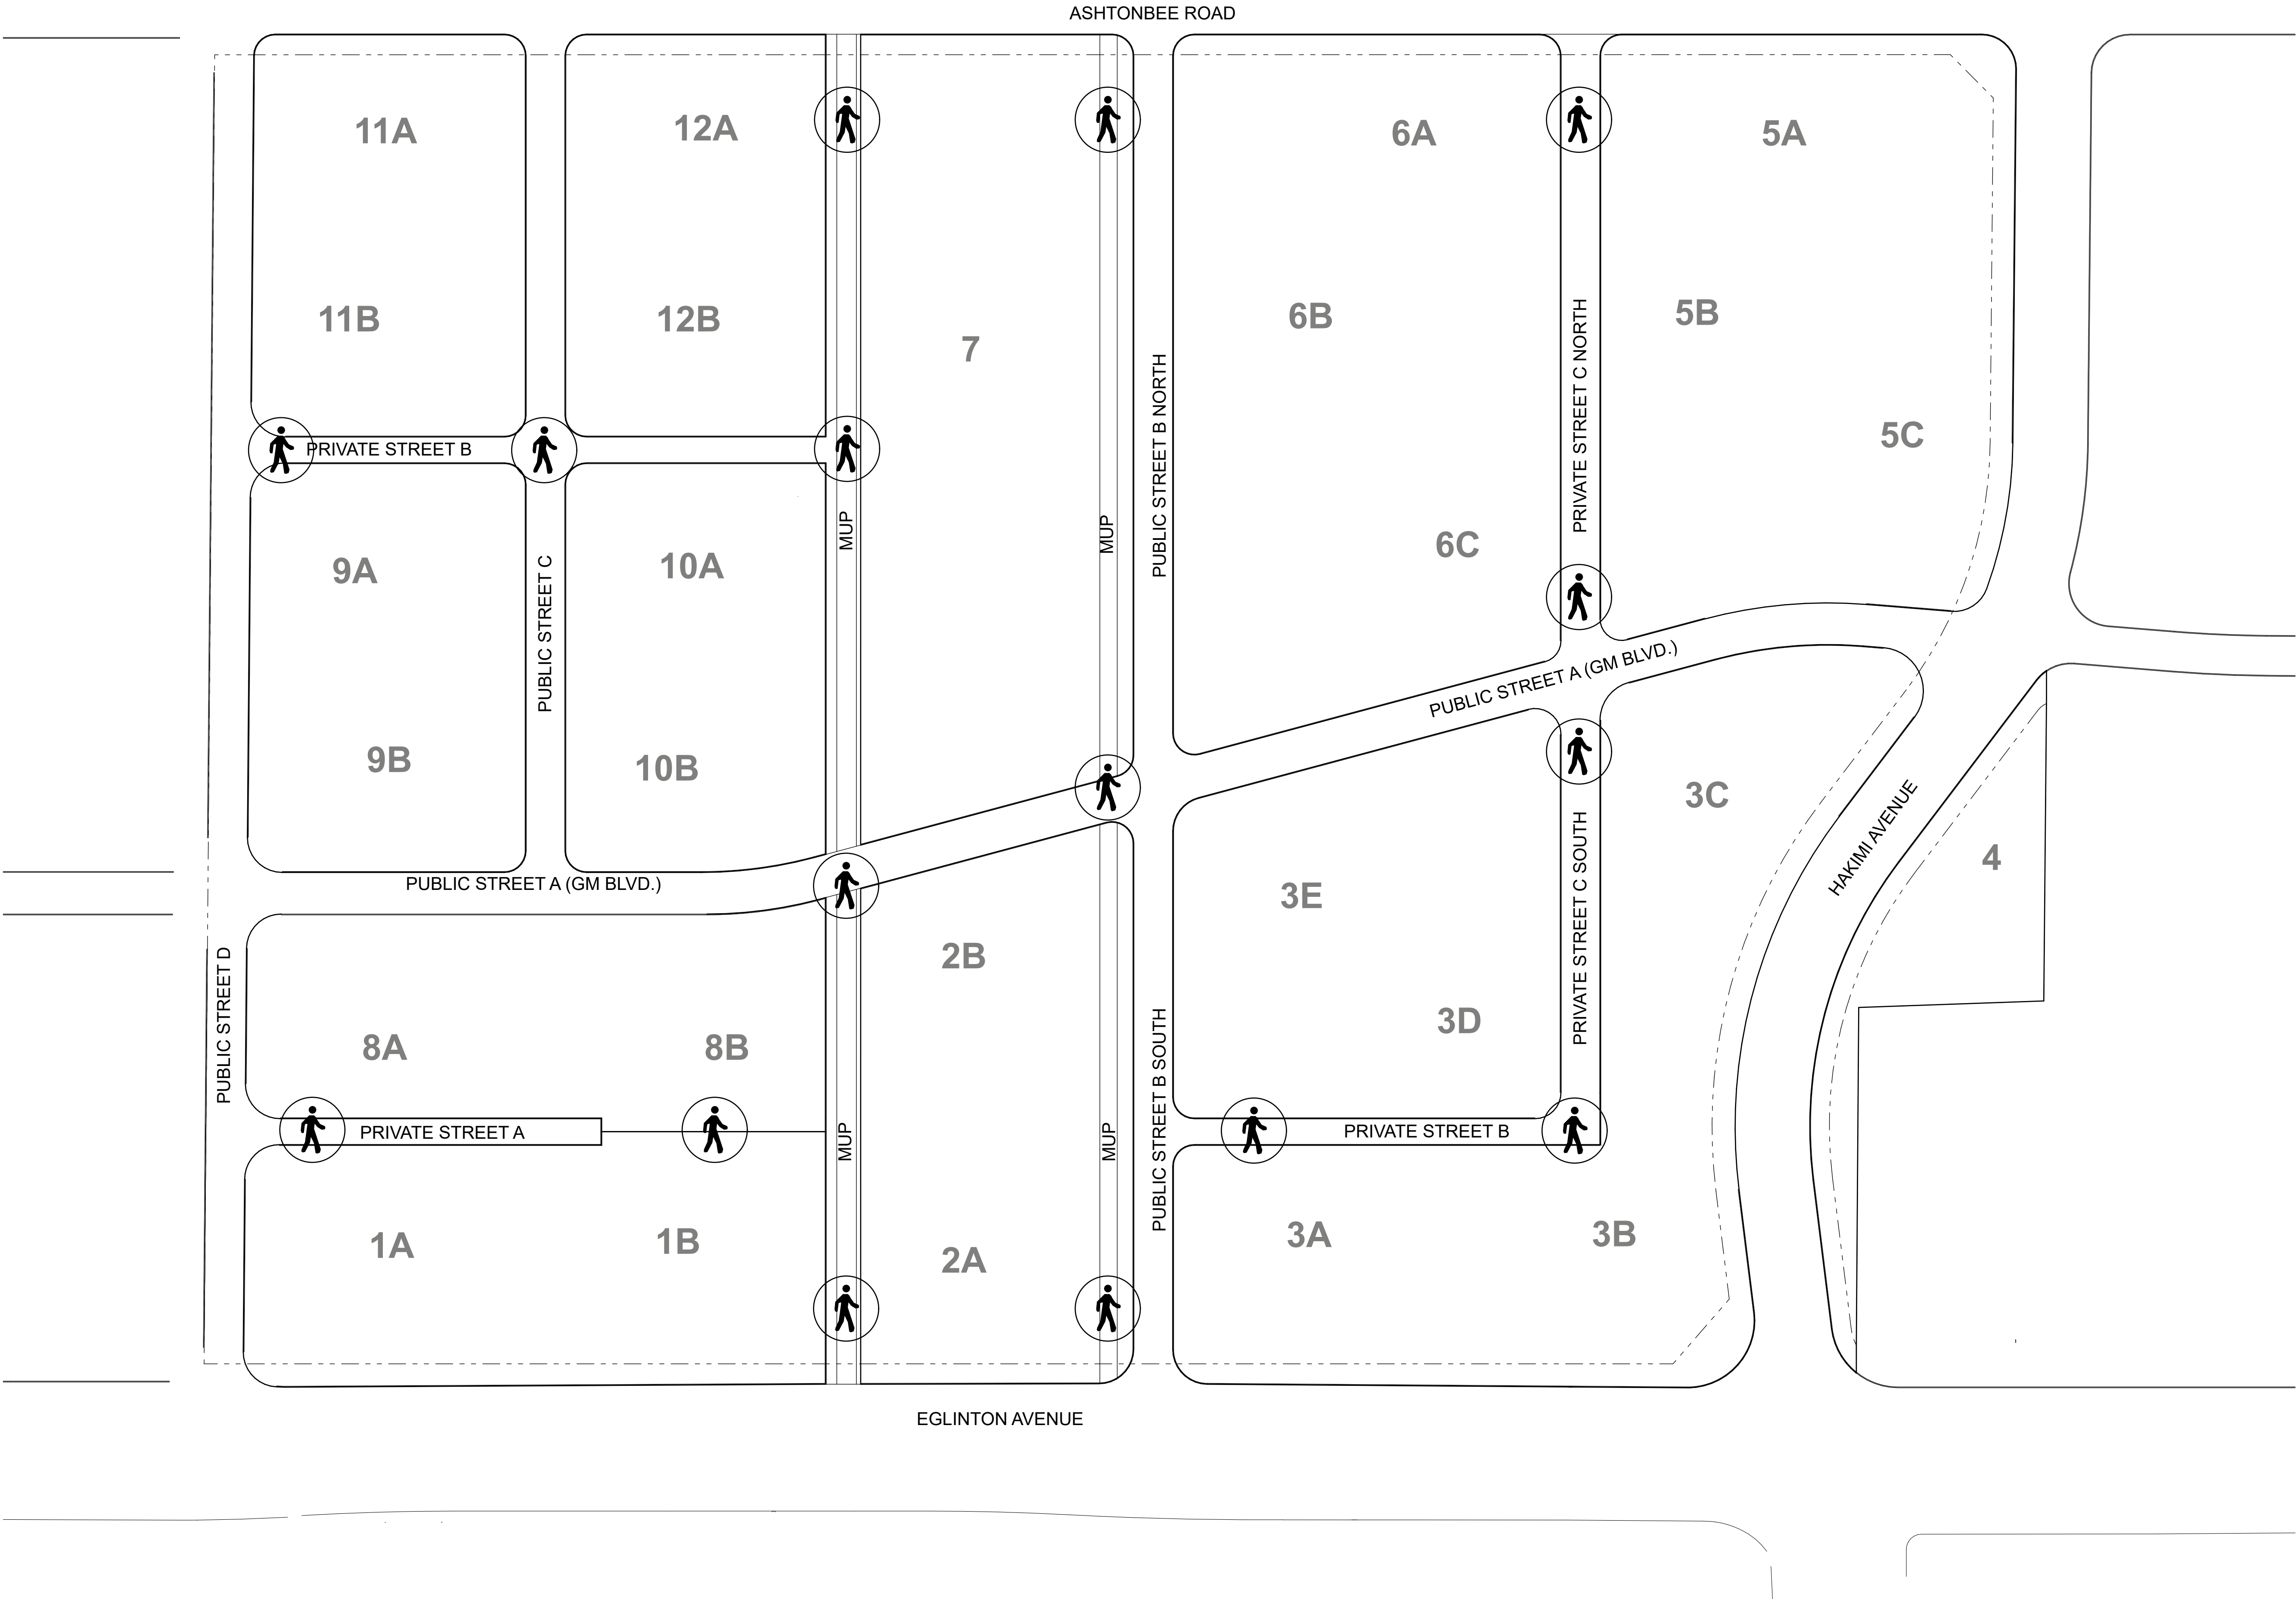 ASHTONBEE ROAD
11A
12A
6A
5A
11B
12B
7
6B
5B
PRIVATE STREET B
MUP
MUP
PUBLIC STREET B NORTH
PRIVATE STREET C NORTH
5C
9A
10A
6C
PUBLIC STREET C
PUBLIC STREET A (GM BLVD.)
9B
10B
3C
PUBLIC STREET A (GM BLVD.)
HAKIMI AVENUE
4
3E
PRIVATE STREET C SOUTH
2B
PUBLIC STREET D
8A
8B
3D
PUBLIC STREET B SOUTH
PRIVATE STREET A
MUP
MUP
PRIVATE STREET B
1A
1B
2A
3A
3B
EGLINTON AVENUE